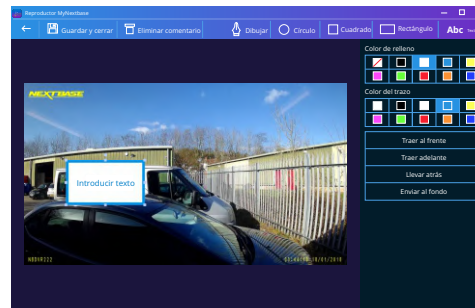 Reproductor MyNextbase
Guardar y cerrar
Eliminar comentario
Dibujar
Círculo
Cuadrado
Rectángulo
Abc
Color de relleno
Color del trazo
Traer al frente
Traer adelante
Llevar atrás
Enviar al fondo
NEXTBASE
Introducir texto